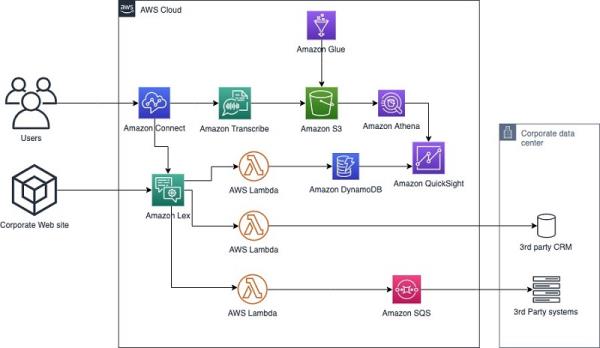 aws
AWS Cloud
Amazon Glue
Users
Amazon Connect
Amazon Transcribe
Amazon S3
Amazon Athena
Corporate data
center
Amazon QuickSight
Amazon DynamoDB
AWS Lambda
Amazon Lex
Corporate Web site
AWS Lambda
3rd party CRM
AWS Lambda
Amazon SQS
3rd Party systems